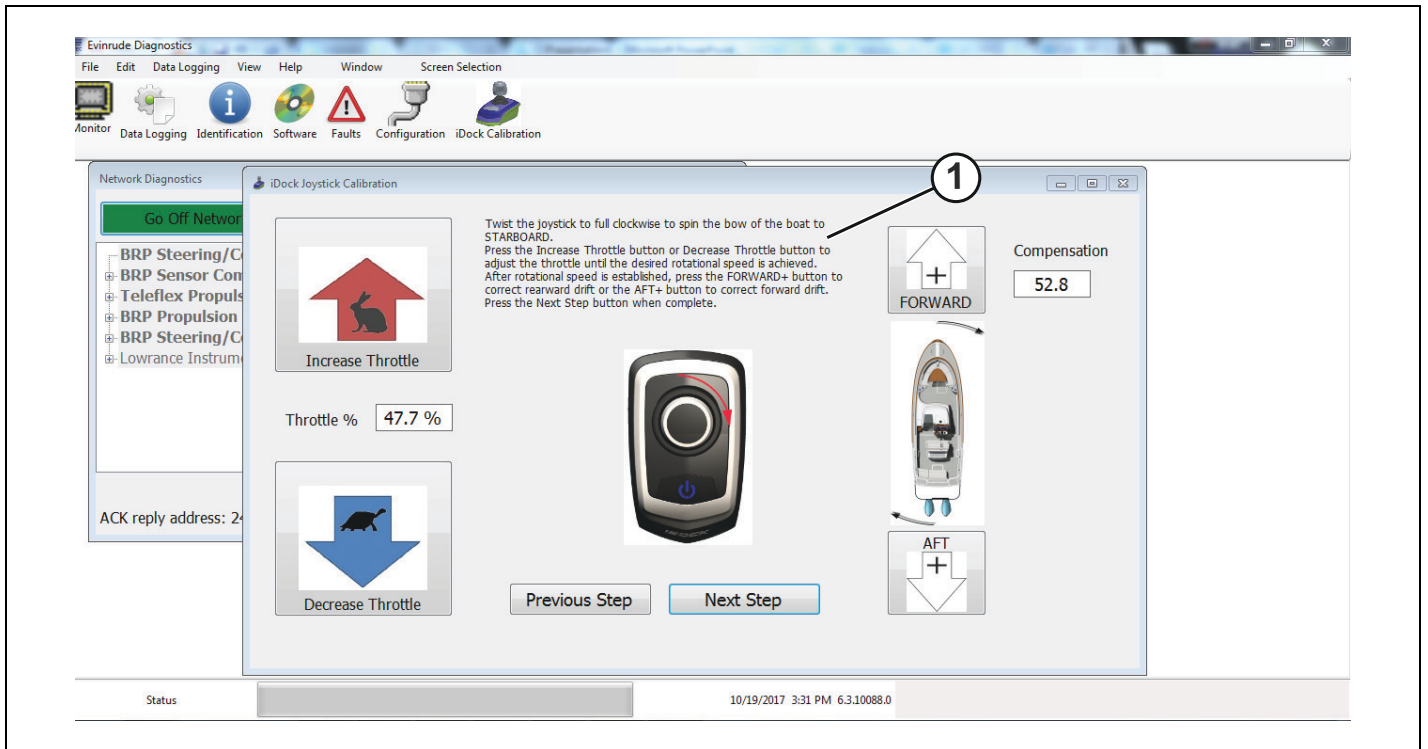 Evinrude Diagnostics
File Edit Data Logging View Help Window Screen Selection
Monitor Data Logging Identification Software Faults Configuration iDock Calibration
Network Diagnostics
Go Off Networ
BRP Steering/C
BRP Sensor Con
Teleflex Propuls
BRP Propulsion
BRP Steering/C
Lowrance Instrume
ACK reply address: 24
iDock Joystick Calibration
1
Increase Throttle
Throttle % 47.7 %
Decrease Throttle
Twist the joystick to full clockwise to spin the bow of the boat to
STARBOARD.
Press the Increase Throttle button or Decrease Throttle button to
adjust the throttle until the desired rotational speed is achieved.
After rotational speed is established, press the FORWARD+ button to
correct rearward drift or the AFT+ button to correct forward drift.
Press the Next Step button when complete.
Previous Step Next Step
+
FORWARD
Compensation
52.8
AFT
+
Status 10/19/2017 3:31 PM 6.3.10088.0